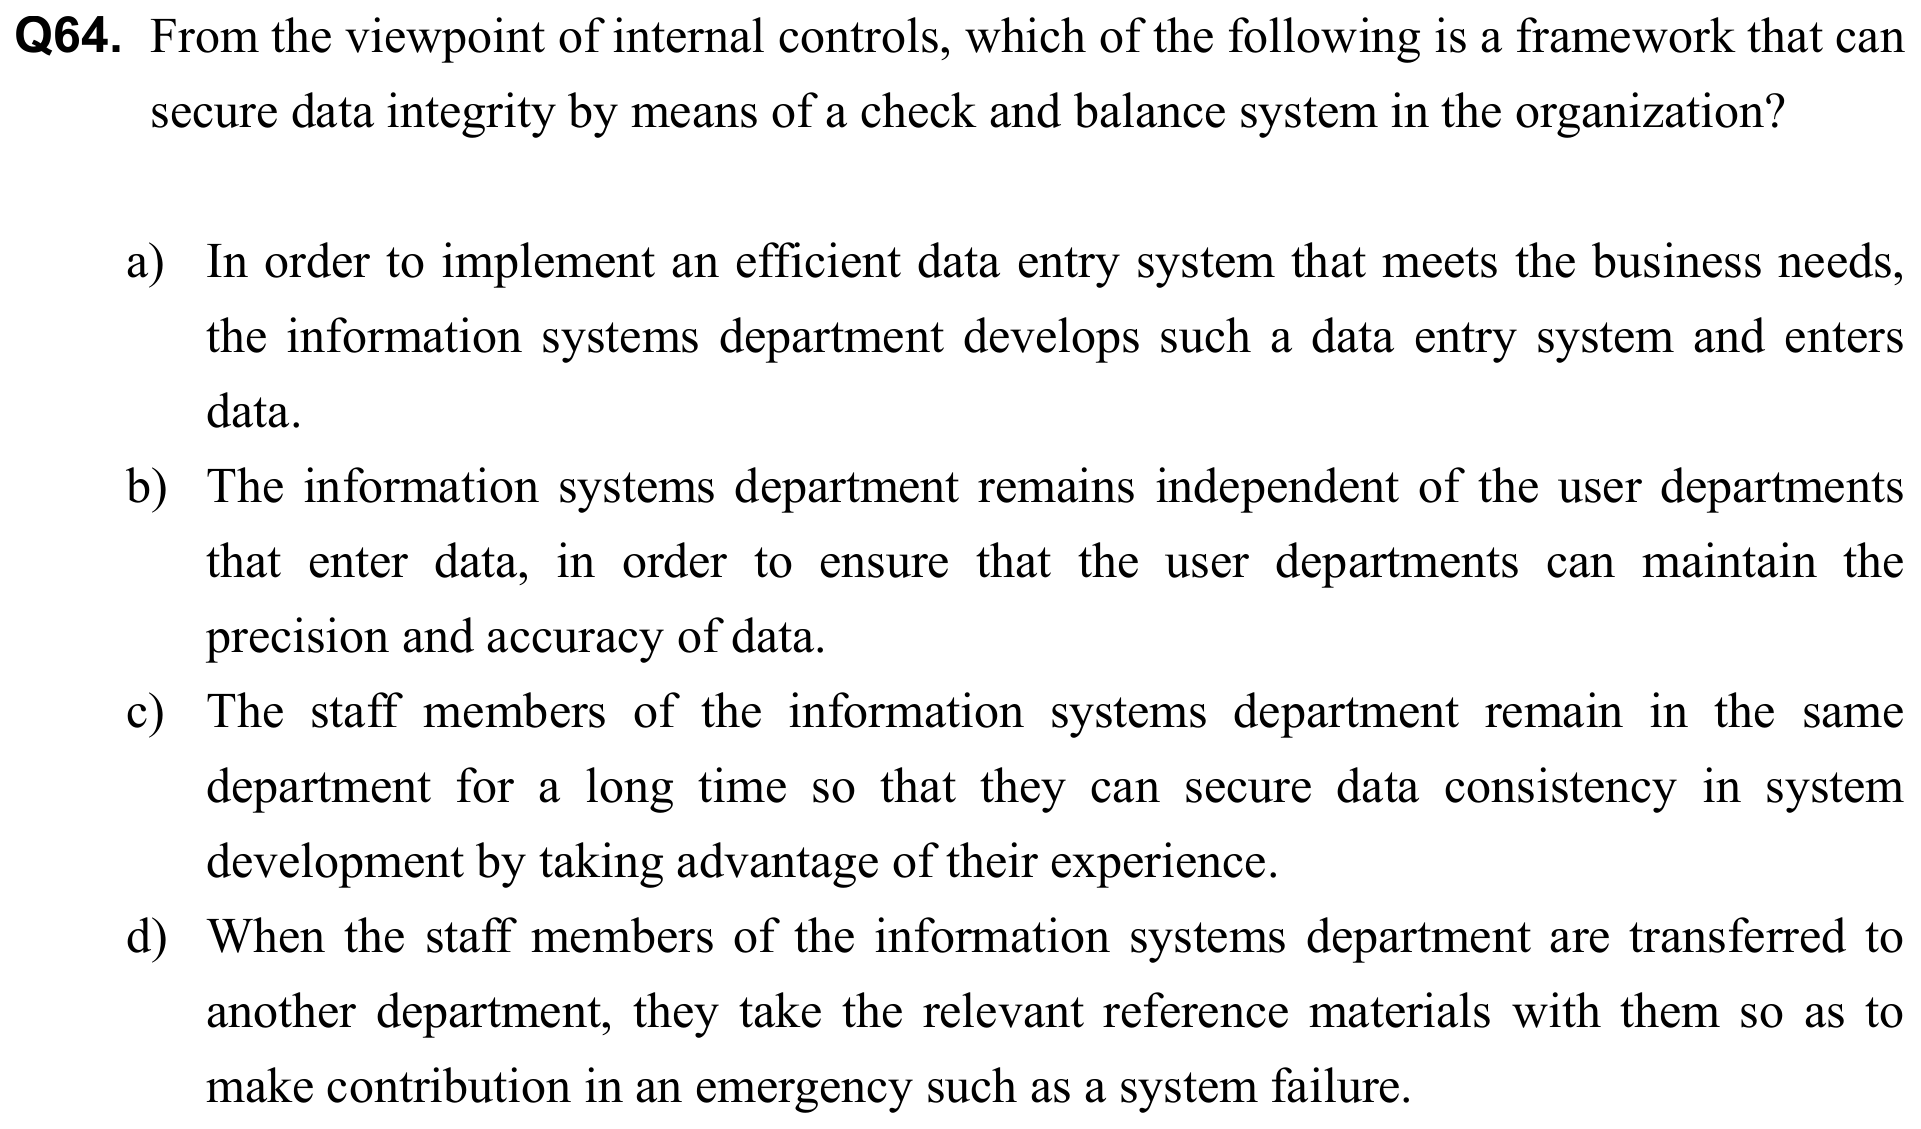 Q64. From the viewpoint of internal controls, which of the following is a framework that can
secure data integrity by means of a check and balance system in the organization?
a) In order to implement an efficient data entry system that meets the business needs,
the information systems department develops such a data entry system and enters
data.
b) The information systems department remains independent of the user departments
that enter data, in order to ensure that the user departments can maintain the
precision and accuracy of data.
c) The staff members of the information systems department remain in the same
department for a long time so that they can secure data consistency in system
development by taking advantage of their experience.
d) When the staff members of the information systems department are transferred to
another department, they take the relevant reference materials with them so as to
make contribution in an emergency such as a system failure.